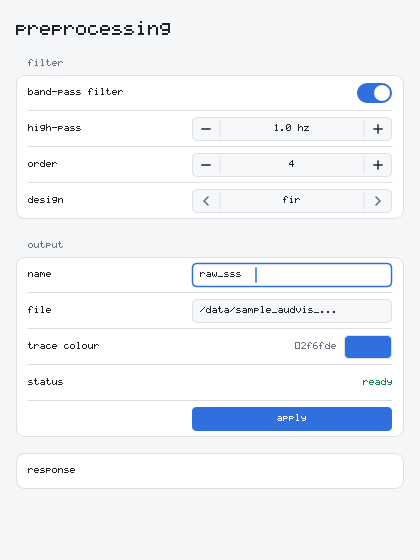 preprocessing
filter
band-pass filter
high-pass
− 1.0 hz +
order
− 4 +
design
< fir >
output
name
raw_sss
file
/data/sample_audvis_...
trace colour
▯2f6fde
status
ready
apply
response